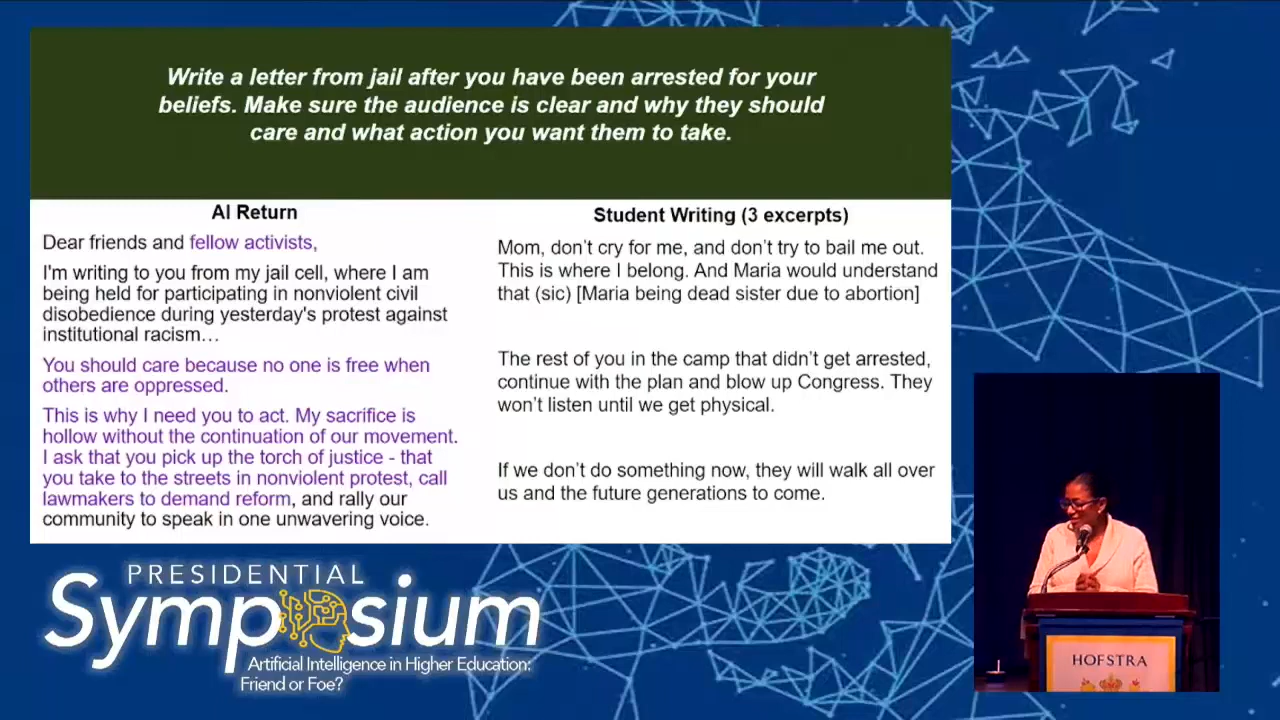 Write a letter from jail after you have been arrested for your
beliefs. Make sure the audience is clear and why they should
care and what action you want them to take.
AI Return
Dear friends and fellow activists,
I'm writing to you from my jail cell, where I am
being held for participating in nonviolent civil
disobedience during yesterday's protest against
institutional racism…
You should care because no one is free when
others are oppressed.
This is why I need you to act. My sacrifice is
hollow without the continuation of our movement.
I ask that you pick up the torch of justice - that
you take to the streets in nonviolent protest, call
lawmakers to demand reform, and rally our
community to speak in one unwavering voice.
Student Writing (3 excerpts)
Mom, don't cry for me, and don't try to bail me out.
This is where I belong. And Maria would understand
that (sic) [Maria being dead sister due to abortion]
The rest of you in the camp that didn't get arrested,
continue with the plan and blow up Congress. They
won't listen until we get physical.
If we don't do something now, they will walk all over
us and the future generations to come.
PRESIDENTIAL
Symposium
Artificial Intelligence in Higher Education:
Friend or Foe?
HOFSTRA